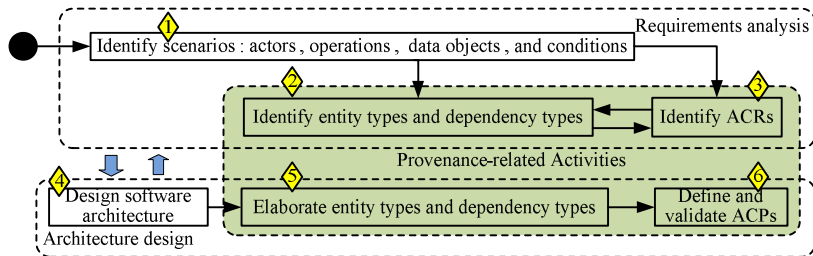 1
Requirements analysis
Identify scenarios : actors , operations , data objects , and conditions
2
3
Identify entity types and dependency types
Identify ACRs
Provenance-related Activities
4
5
6
Design software
architecture
Elaborate entity types and dependency types
Define and
validate ACPs
Architecture design